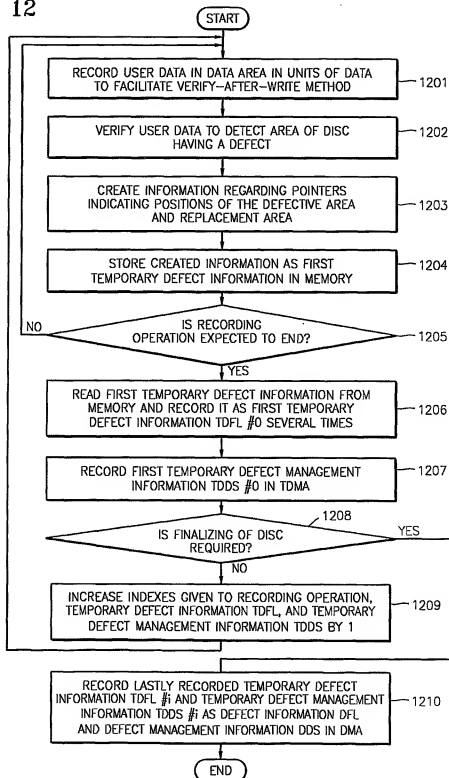 12
START
RECORD USER DATA IN DATA AREA IN UNITS OF DATA
TO FACILITATE VERIFY-AFTER-WRITE METHOD
1201
VERIFY USER DATA TO DETECT AREA OF DISC
HAVING A DEFECT
1202
CREATE INFORMATION REGARDING POINTERS
INDICATING POSITIONS OF THE DEFECTIVE AREA
AND REPLACEMENT AREA
1203
STORE CREATED INFORMATION AS FIRST
TEMPORARY DEFECT INFORMATION IN MEMORY
1204
NO
IS RECORDING
OPERATION EXPECTED TO END?
1205
YES
READ FIRST TEMPORARY DEFECT INFORMATION FROM
MEMORY AND RECORD IT AS FIRST TEMPORARY
DEFECT INFORMATION TDFL #0 SEVERAL TIMES
1206
RECORD FIRST TEMPORARY DEFECT MANAGEMENT
INFORMATION TDDS #0 IN TDMA
1207
1208
IS FINALIZING OF DISC
REQUIRED?
YES
NO
INCREASE INDEXES GIVEN TO RECORDING OPERATION,
TEMPORARY DEFECT INFORMATION TDFL, AND TEMPORARY
DEFECT MANAGEMENT INFORMATION TDDS BY 1
1209
RECORD LASTLY RECORDED TEMPORARY DEFECT
INFORMATION TDFL #i AND TEMPORARY DEFECT MANAGEMENT
INFORMATION TDDS #i AS DEFECT INFORMATION DFL
AND DEFECT MANAGEMENT INFORMATION DDS IN DMA
1210
END